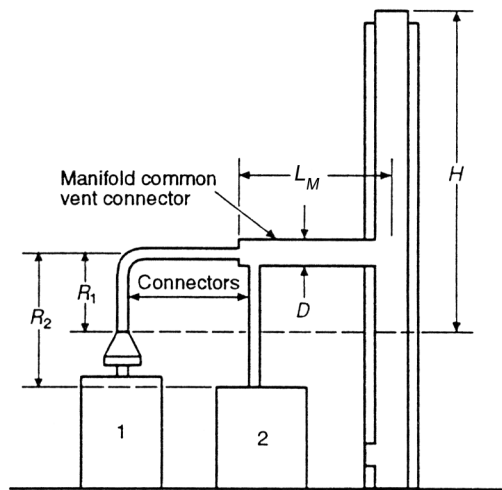 Manifold common
vent connector
L_M
H
Connectors
R_1
R_2
D
1
2